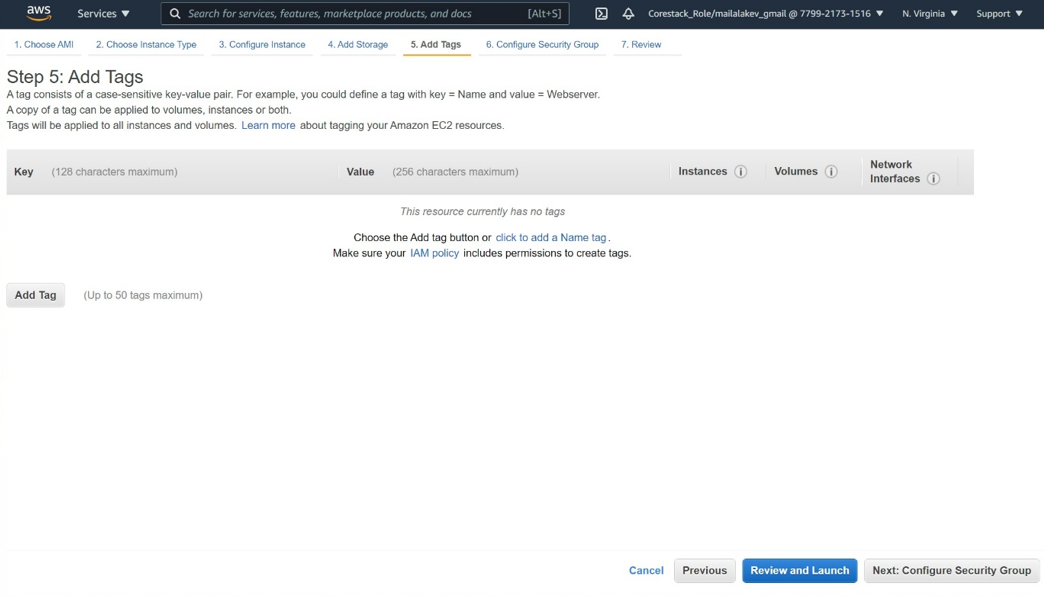 aws Services Search for services, features, marketplace products, and docs [Alt+S] Corestack_Role/mailalakev_gmail @ 7799-2173-1516 N. Virginia Support
1. Choose AMI 2. Choose Instance Type 3. Configure Instance 4. Add Storage 5. Add Tags 6. Configure Security Group 7. Review
Step 5: Add Tags
A tag consists of a case-sensitive key-value pair. For example, you could define a tag with key = Name and value = Webserver.
A copy of a tag can be applied to volumes, instances or both.
Tags will be applied to all instances and volumes. Learn more about tagging your Amazon EC2 resources.
Key (128 characters maximum) Value (256 characters maximum) Instances Volumes Network
Interfaces
This resource currently has no tags
Choose the Add tag button or click to add a Name tag.
Make sure your IAM policy includes permissions to create tags.
Add Tag (Up to 50 tags maximum)
Cancel Previous Review and Launch Next: Configure Security Group